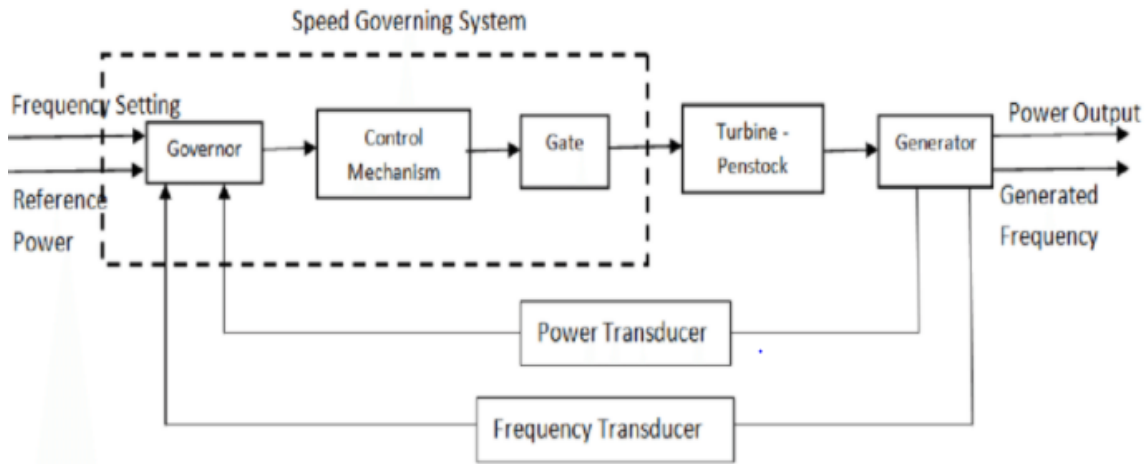 Speed Governing System
Frequency Setting
Governor
Control
Mechanism
Gate
Turbine -
Penstock
Generator
Power Output
Reference
Power
Generated
Frequency
Power Transducer
Frequency Transducer